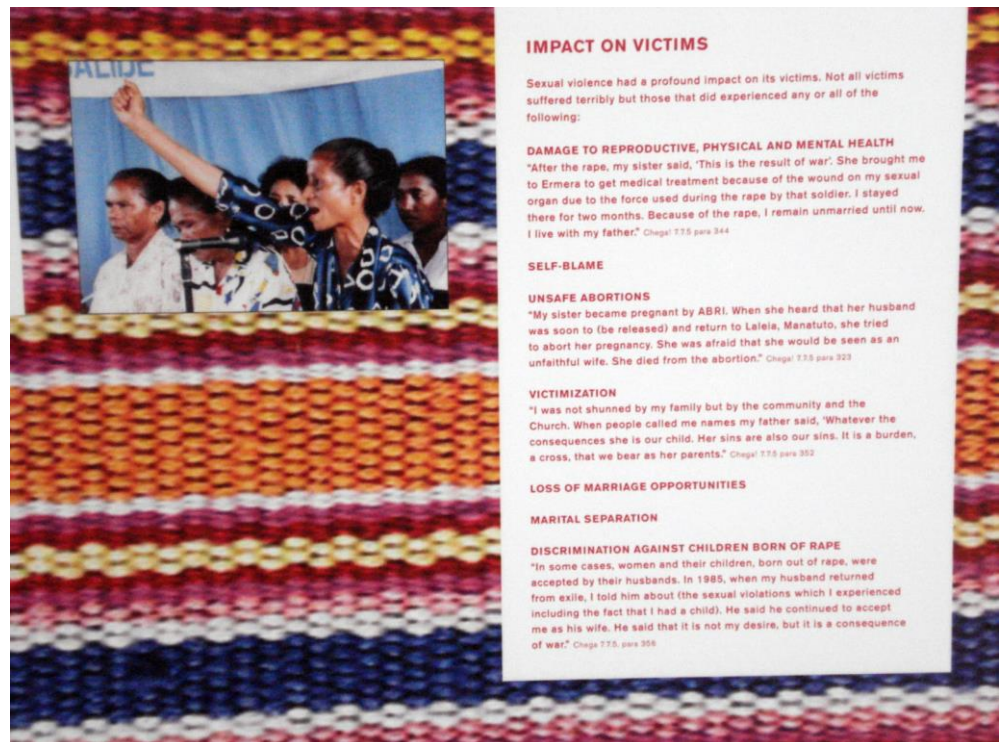 ALIDE
IMPACT ON VICTIMS
Sexual violence had a profound impact on its victims. Not all victims
suffered terribly but those that did experienced any or all of the
following:
DAMAGE TO REPRODUCTIVE, PHYSICAL AND MENTAL HEALTH
"After the rape, my sister said, 'This is the result of war'. She brought me
to Ermera to get medical treatment because of the wound on my sexual
organ due to the force used during the rape by that soldier. I stayed
there for two months. Because of the rape, I remain unmarried until now.
I live with my father." Chega! 7.7.5 para 344
SELF-BLAME
UNSAFE ABORTIONS
"My sister became pregnant by ABRI. When she heard that her husband
was soon to (be released) and return to Laleia, Manatuto, she tried
to abort her pregnancy. She was afraid that she would be seen as an
unfaithful wife. She died from the abortion." Chega! 7.7.5 para 323
VICTIMIZATION
"I was not shunned by my family but by the community and the
Church. When people called me names my father said, 'Whatever the
consequences she is our child. Her sins are also our sins. It is a burden,
a cross, that we bear as her parents." Chega! 7.7.5 para 352
LOSS OF MARRIAGE OPPORTUNITIES
MARITAL SEPARATION
DISCRIMINATION AGAINST CHILDREN BORN OF RAPE
"In some cases, women and their children, born out of rape, were
accepted by their husbands. In 1985, when my husband returned
from exile, I told him about (the sexual violations which I experienced
including the fact that I had a child). He said he continued to accept
me as his wife. He said that it is not my desire, but it is a consequence
of war." Chega 7.7.5, para 356